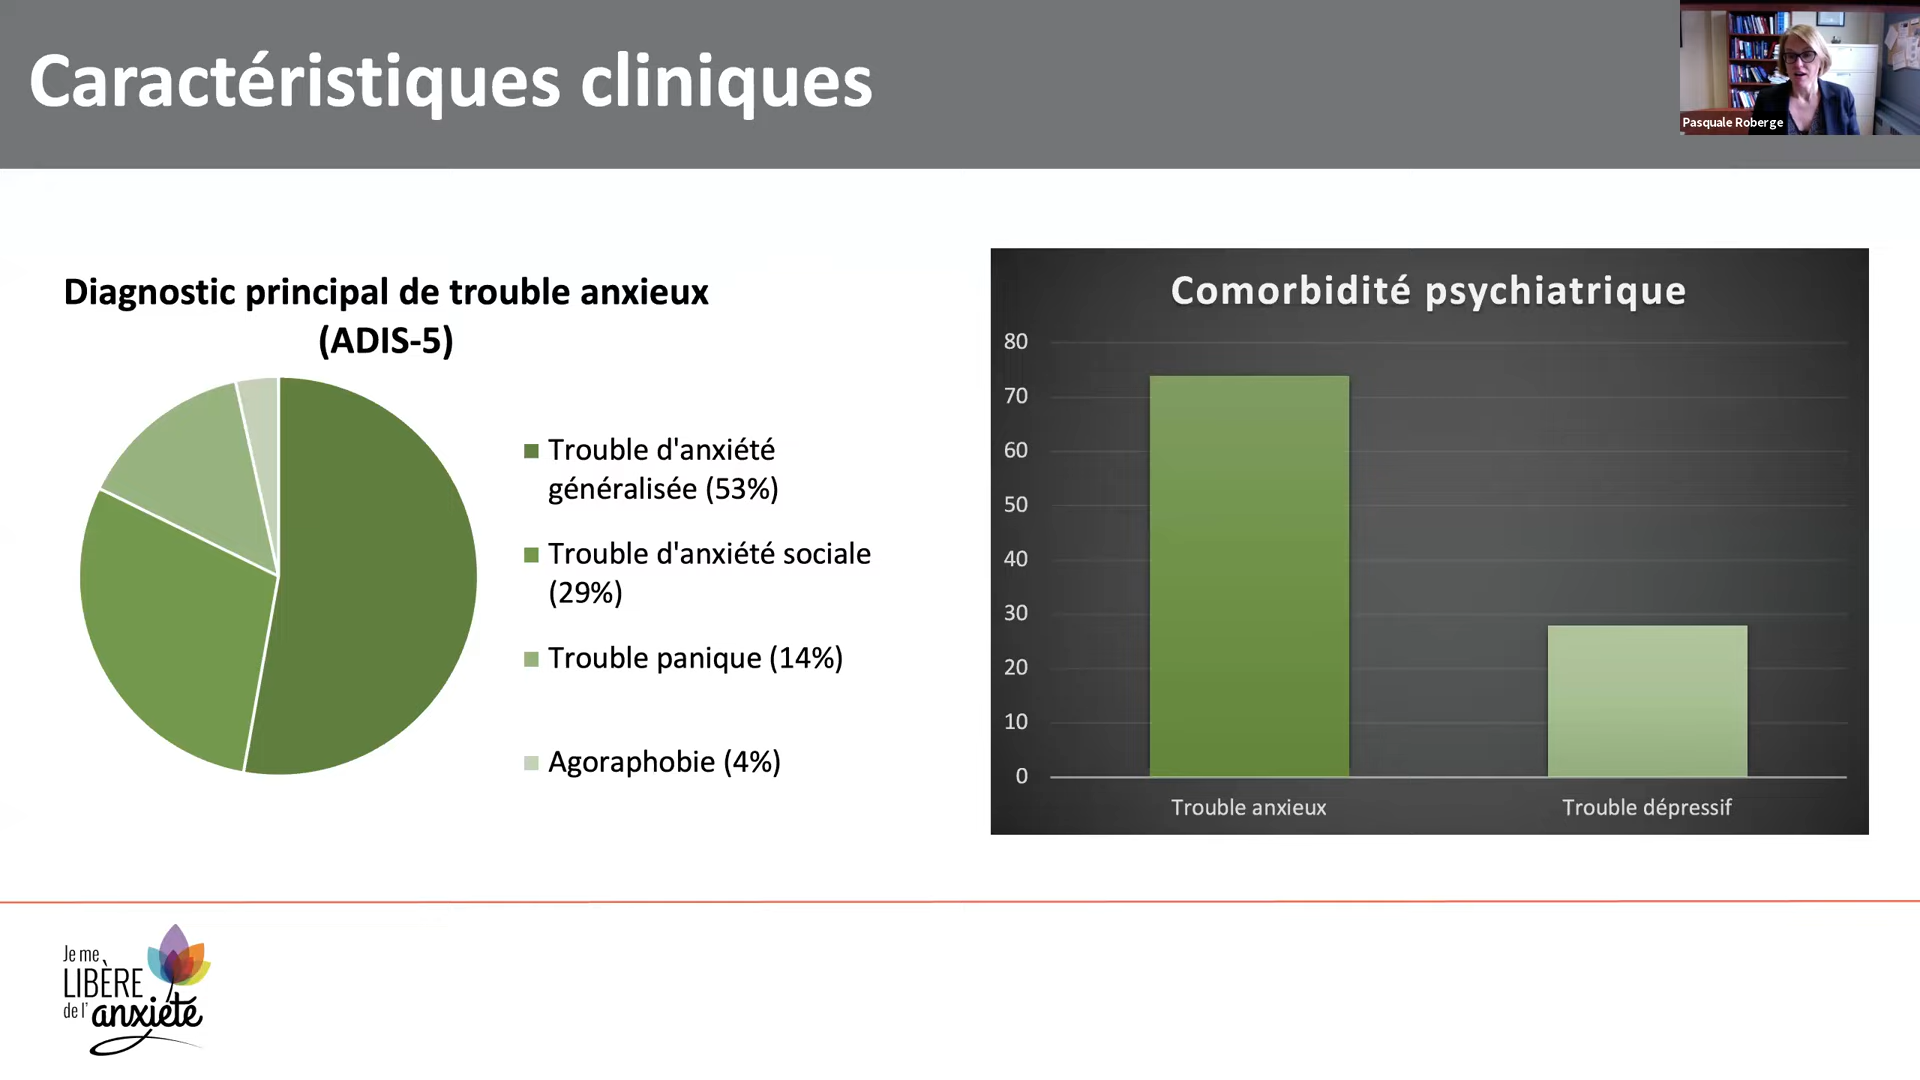 Caractéristiques cliniques
Pasquale Roberge
Diagnostic principal de trouble anxieux
(ADIS-5)
Trouble d'anxiété
généralisée (53%)
Trouble d'anxiété sociale
(29%)
Trouble panique (14%)
Agoraphobie (4%)
Comorbidité psychiatrique
80
70
60
50
40
30
20
10
0
Trouble anxieux
Trouble dépressif
Je me
LIBÈRE
de l'anxiété